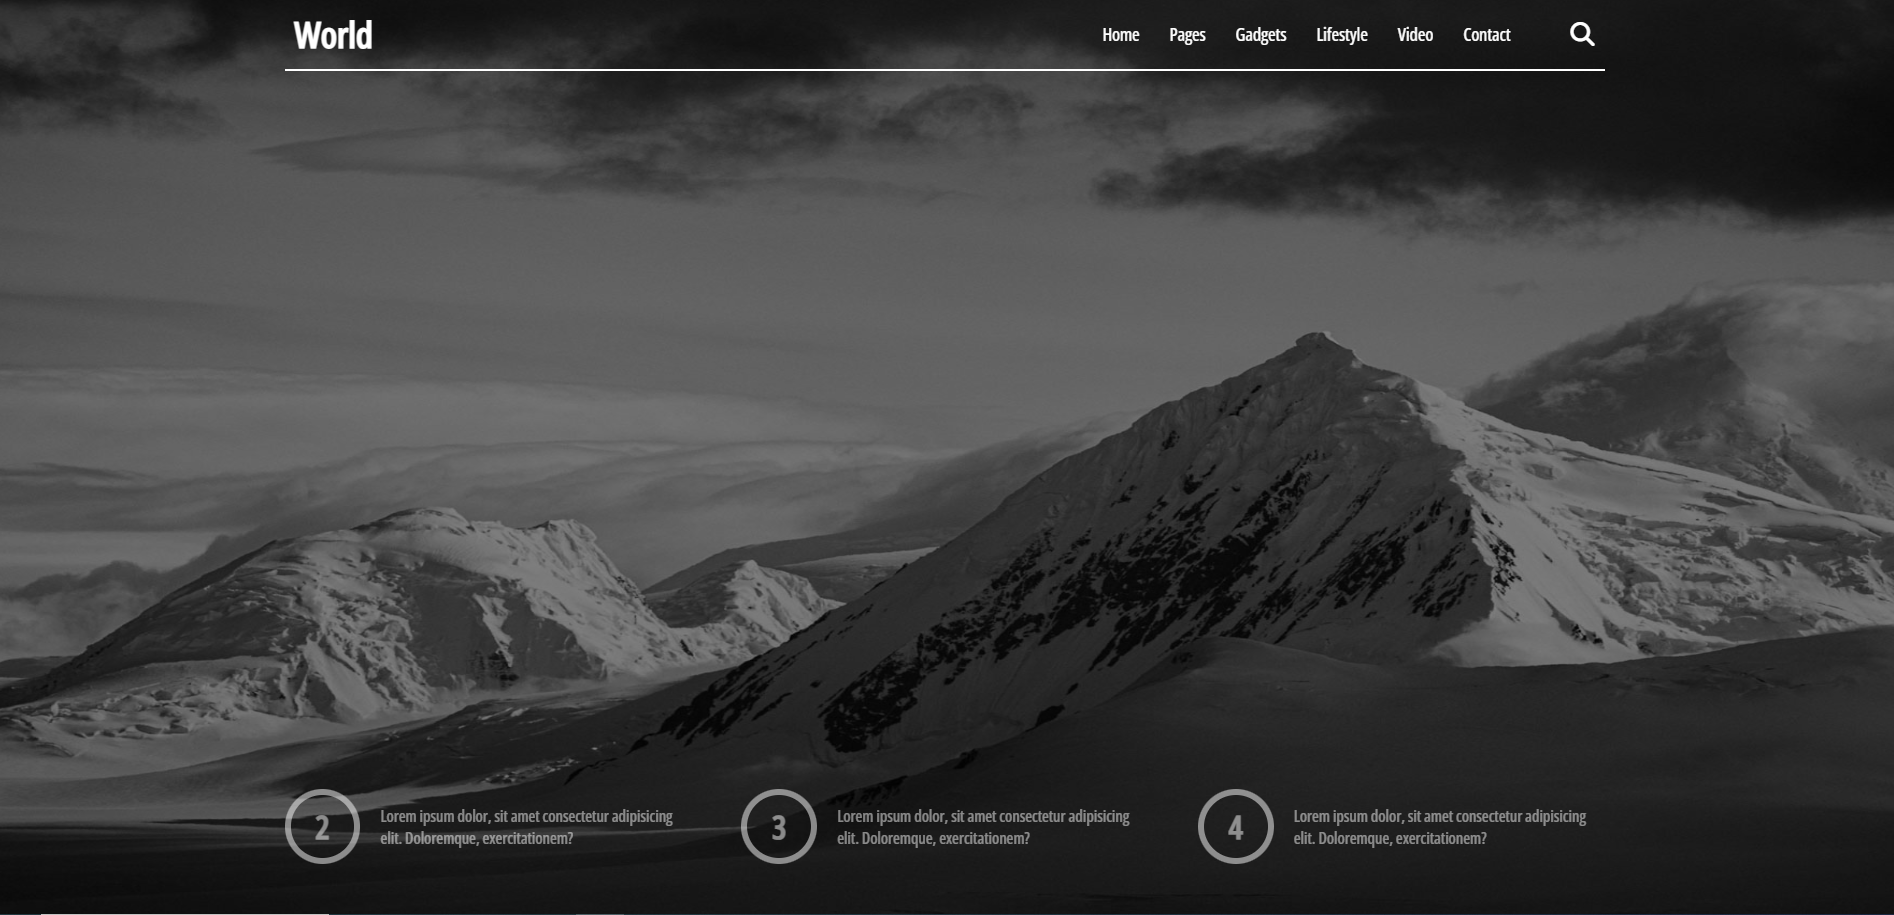 World
Home Pages Gadgets Lifestyle Video Contact
2
Lorem ipsum dolor, sit amet consectetur adipisicing
elit. Doloremque, exercitationem?
3
Lorem ipsum dolor, sit amet consectetur adipisicing
elit. Doloremque, exercitationem?
4
Lorem ipsum dolor, sit amet consectetur adipisicing
elit. Doloremque, exercitationem?